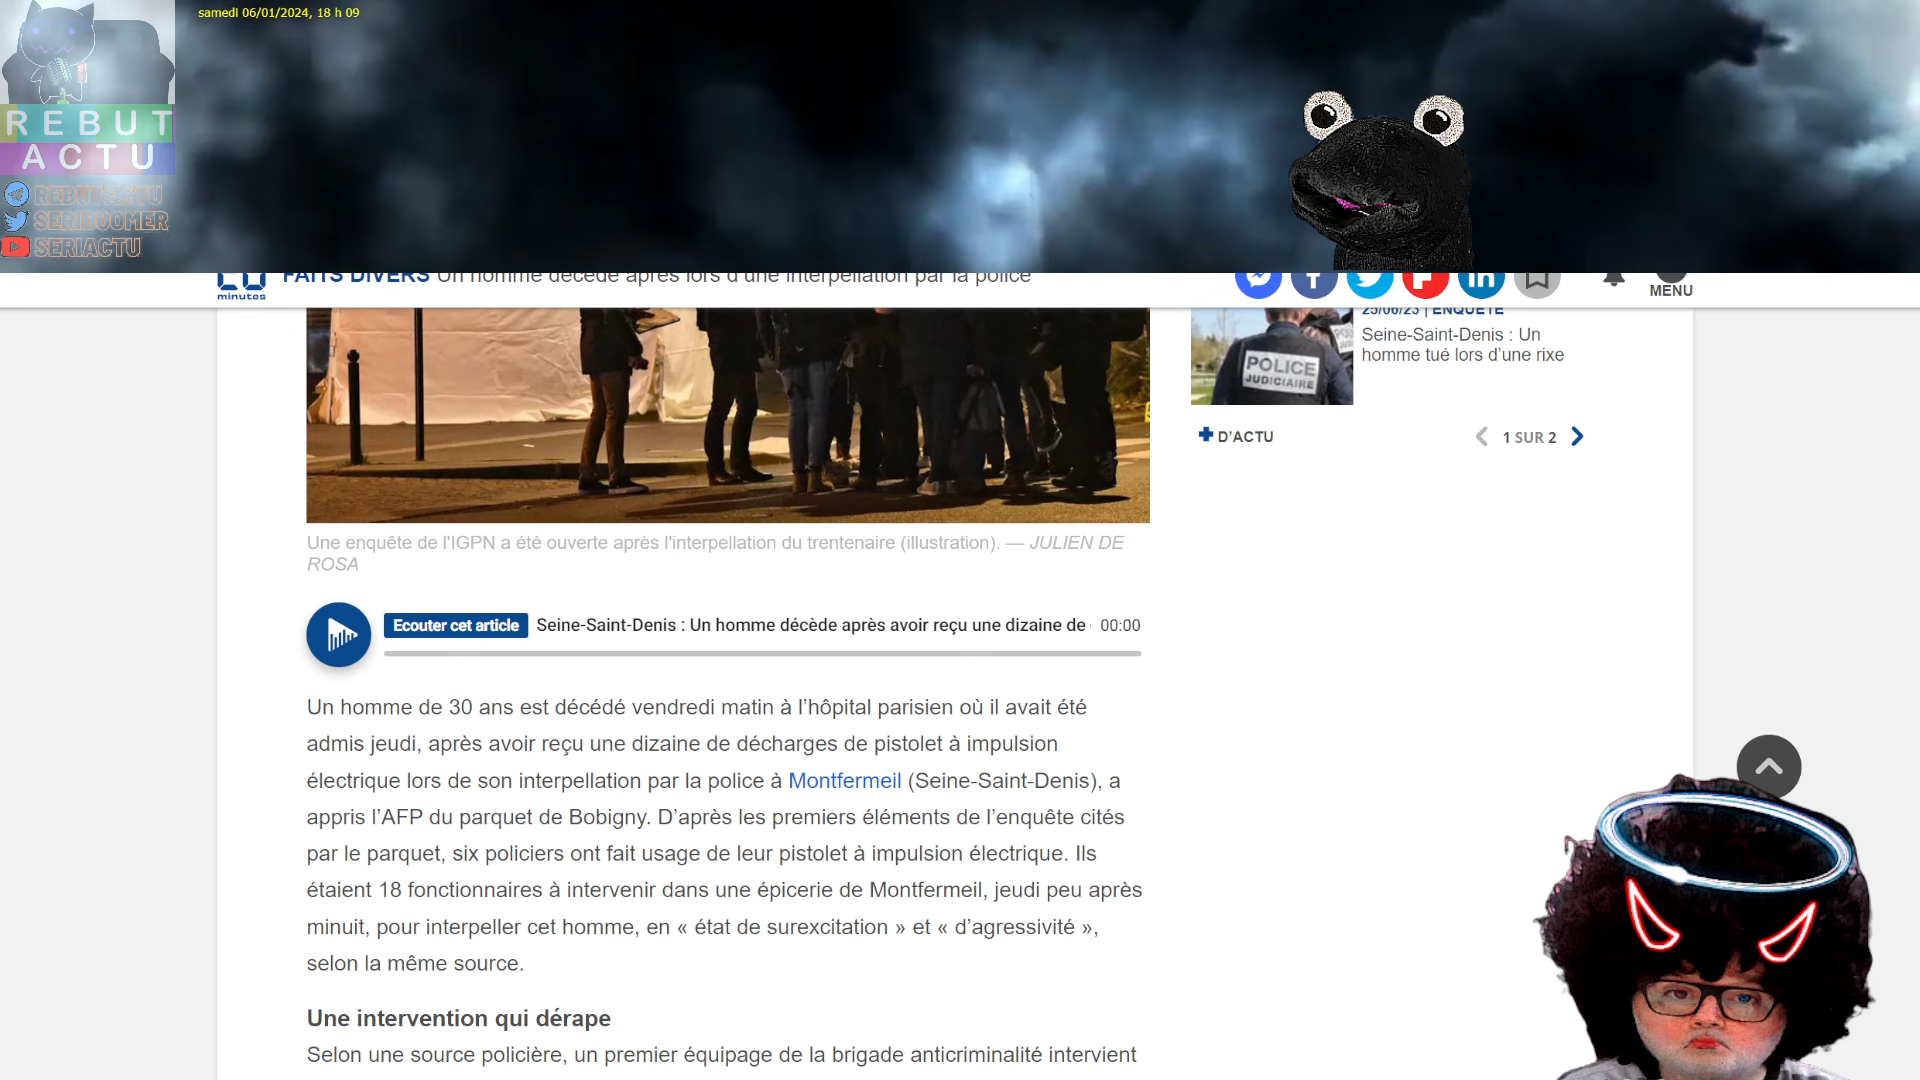 samedi 06/01/2024, 18 h 09
REBUT
ACTU
REBUTACTU
SERIDOOMER
SERIACTU
20
minutes
FAITS DIVERS Un homme décède après lors d'une interpellation par la police
MENU
25/06/23 | ENQUÊTE
Seine-Saint-Denis : Un
homme tué lors d’une rixe
POLICE
JUDICIAIRE
+ D’ACTU
1 SUR 2
Une enquête de l'IGPN a été ouverte après l'interpellation du trentenaire (illustration). — JULIEN DE
ROSA
Ecouter cet article Seine-Saint-Denis : Un homme décède après avoir reçu une dizaine de 00:00
Un homme de 30 ans est décédé vendredi matin à l’hôpital parisien où il avait été
admis jeudi, après avoir reçu une dizaine de décharges de pistolet à impulsion
électrique lors de son interpellation par la police à Montfermeil (Seine-Saint-Denis), a
appris l’AFP du parquet de Bobigny. D’après les premiers éléments de l’enquête cités
par le parquet, six policiers ont fait usage de leur pistolet à impulsion électrique. Ils
étaient 18 fonctionnaires à intervenir dans une épicerie de Montfermeil, jeudi peu après
minuit, pour interpeller cet homme, en « état de surexcitation » et « d’agressivité »,
selon la même source.
Une intervention qui dérape
Selon une source policière, un premier équipage de la brigade anticriminalité intervient